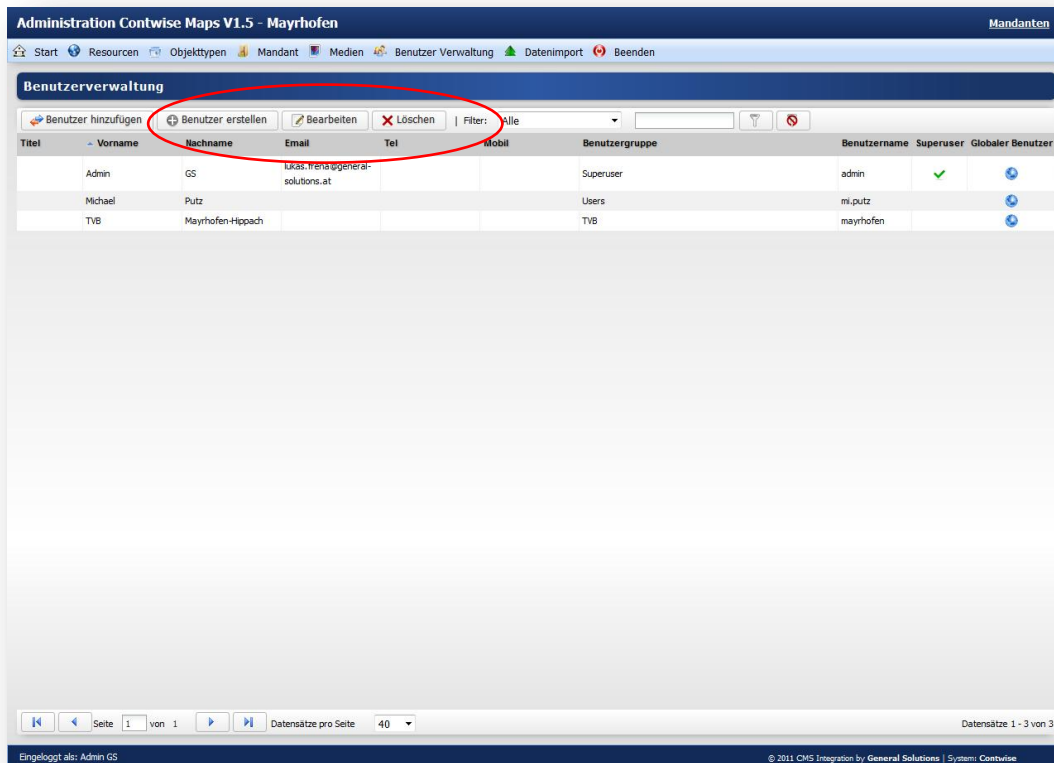 Administration Contwise Maps V1.5 - Mayrhofen Mandanten
Start Resourcen Objekttypen Mandant Medien Benutzer Verwaltung Datenimport Beenden
Benutzerverwaltung
Benutzer hinzufügen Benutzer erstellen Bearbeiten Löschen | Filter: Alle
Titel Vorname Nachname Email Tel Mobil Benutzergruppe Benutzername Superuser Globaler Benutzer
Admin GS lukas.frena@general-solutions.at Superuser admin
Michael Putz Users mi.putz
TVB Mayrhofen-Hippach TVB mayrhofen
Seite 1 von 1 Datensätze pro Seite 40 Datensätze 1 - 3 von 3
Eingeloggt als: Admin GS © 2011 CMS Integration by General Solutions | System: Contwise